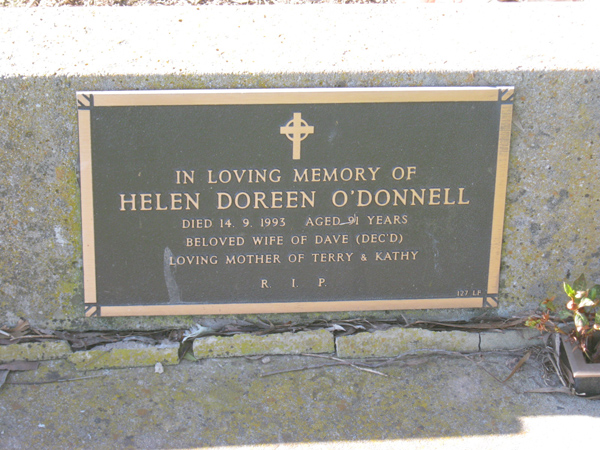 IN LOVING MEMORY OF
HELEN DOREEN O'DONNELL
DIED 14. 9. 1993 AGED 91 YEARS
BELOVED WIFE OF DAVE (DEC'D)
LOVING MOTHER OF TERRY & KATHY
R. I. P.
127 LP